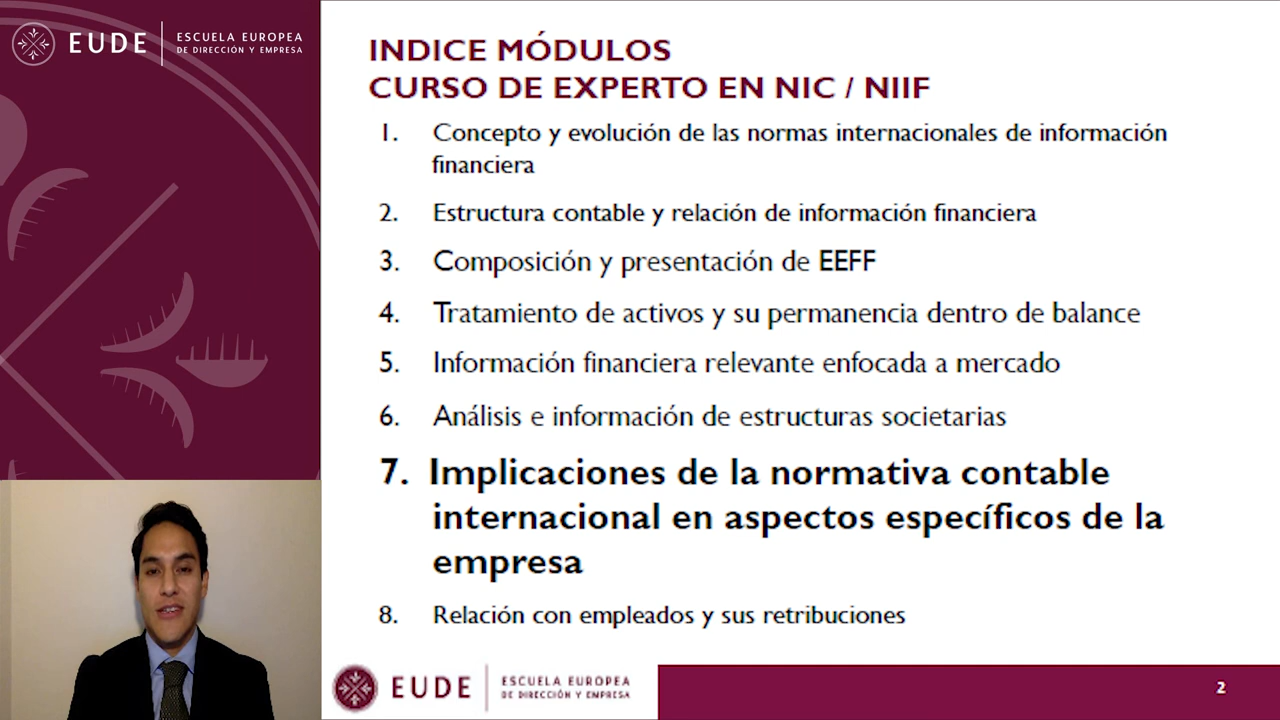 EUDE
ESCUELA EUROPEA
DE DIRECCIÓN Y EMPRESA
INDICE MÓDULOS
CURSO DE EXPERTO EN NIC / NIIF
1. Concepto y evolución de las normas internacionales de información
financiera
2. Estructura contable y relación de información financiera
3. Composición y presentación de EEFF
4. Tratamiento de activos y su permanencia dentro de balance
5. Información financiera relevante enfocada a mercado
6. Análisis e información de estructuras societarias
7. Implicaciones de la normativa contable
internacional en aspectos específicos de la
empresa
8. Relación con empleados y sus retribuciones
EUDE
ESCUELA EUROPEA
DE DIRECCIÓN Y EMPRESA
2